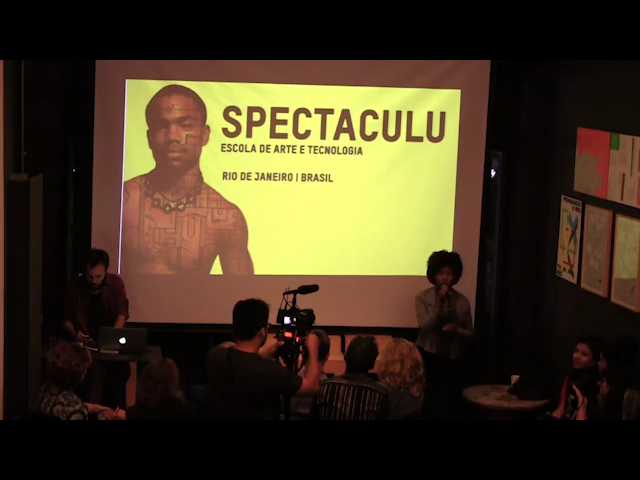 SPECTACULU
ESCOLA DE ARTE E TECNOLOGIA
RIO DE JANEIRO | BRASIL